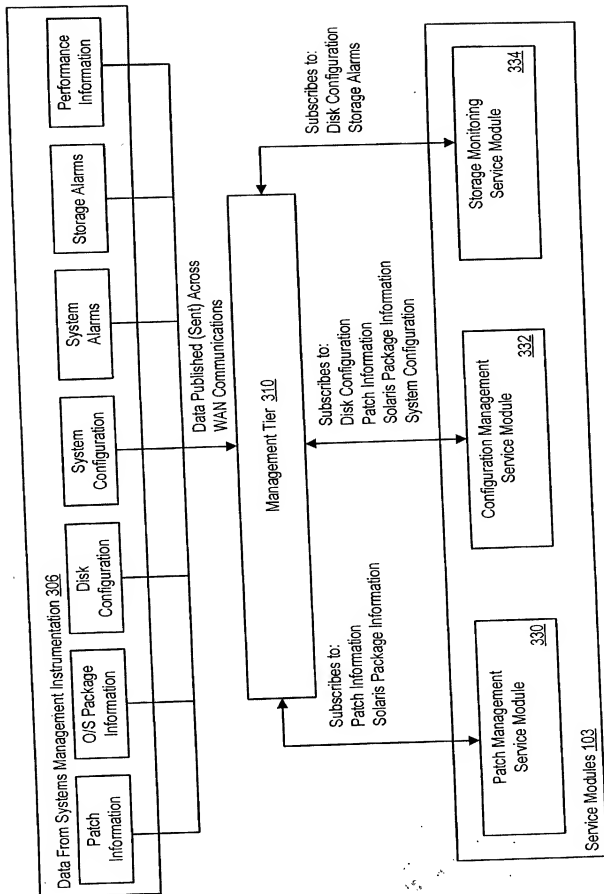 Data From Systems Management Instrumentation 306
Patch
Information
O/S Package
Information
Disk
Configuration
System
Configuration
System
Alarms
Storage Alarms
Performance
Information
Data Published (Sent) Across
WAN Communications
Management Tier 310
Subscribes to:
Patch Information
Solaris Package Information
Subscribes to:
Disk Configuration
Patch Information
Solaris Package Information
System Configuration
Subscribes to:
Disk Configuration
Storage Alarms
330
Patch Management
Service Module
332
Configuration Management
Service Module
334
Storage Monitoring
Service Module
Service Modules 103